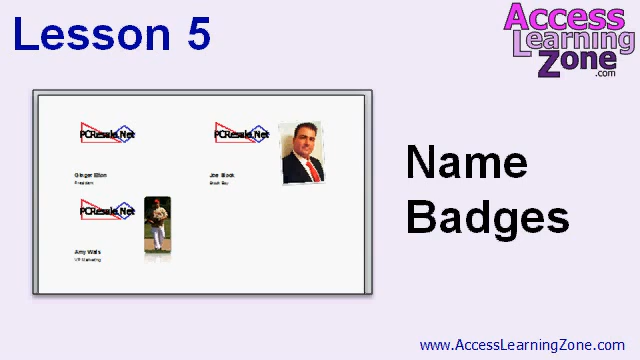 Lesson 5
Access
Learning
Zone
.com
PCResale.Net
PCResale.Net
Ginger Elton
President
Joe Block
PCResale.Net
Amy Wals
VP Marketing
Name
Badges
www.AccessLearningZone.com